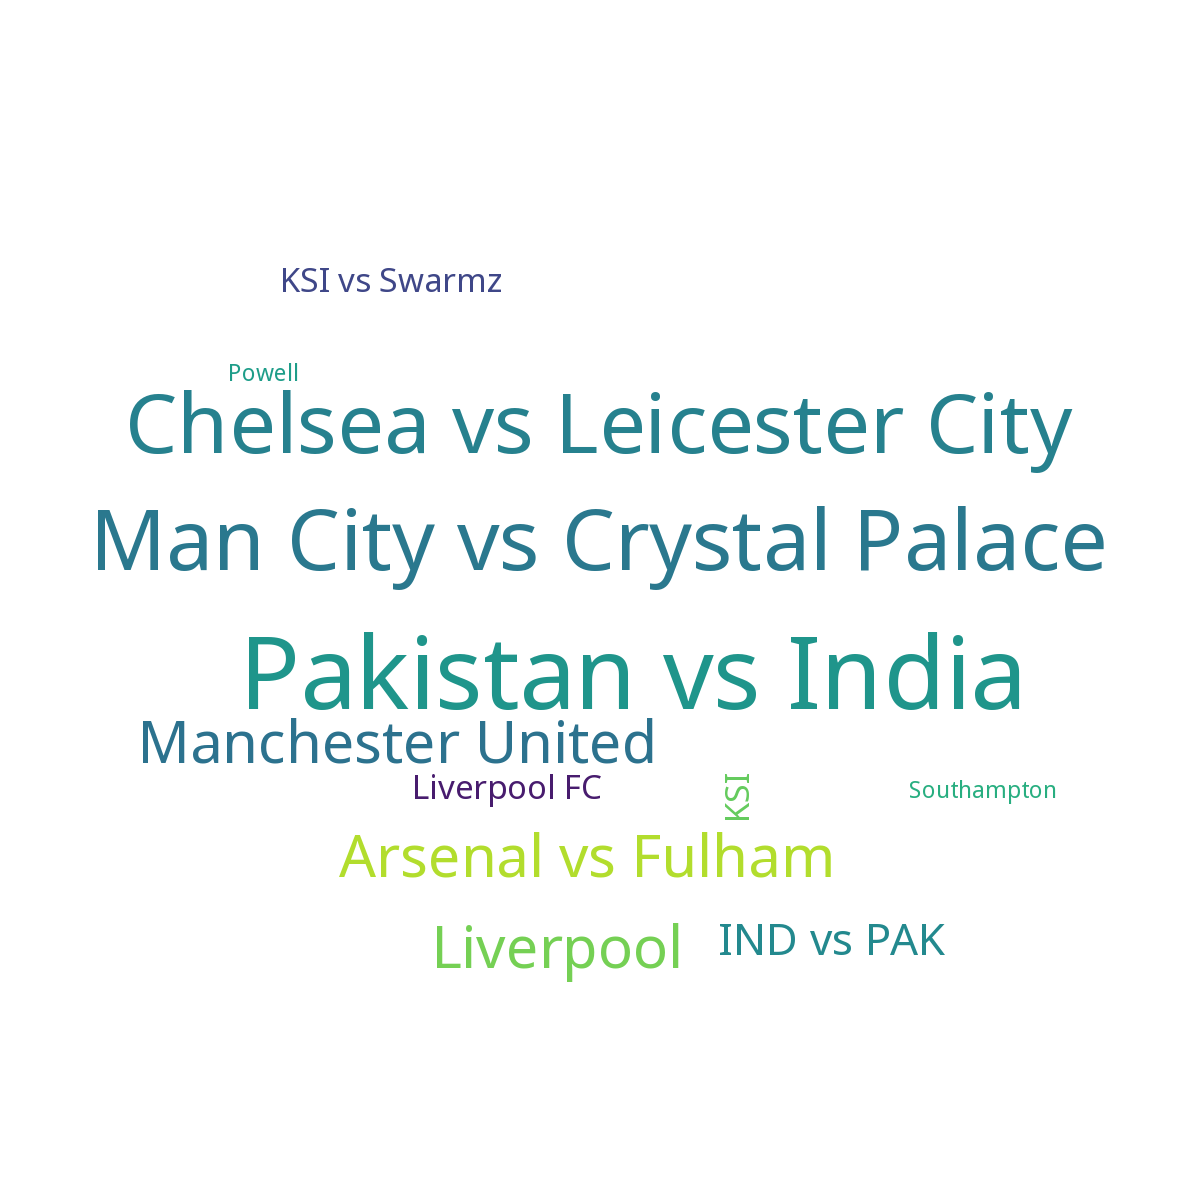 KSI vs Swarmz
Powell
Chelsea vs Leicester City
Man City vs Crystal Palace
Pakistan vs India
Manchester United
Liverpool FC
KSI
Southampton
Arsenal vs Fulham
Liverpool
IND vs PAK